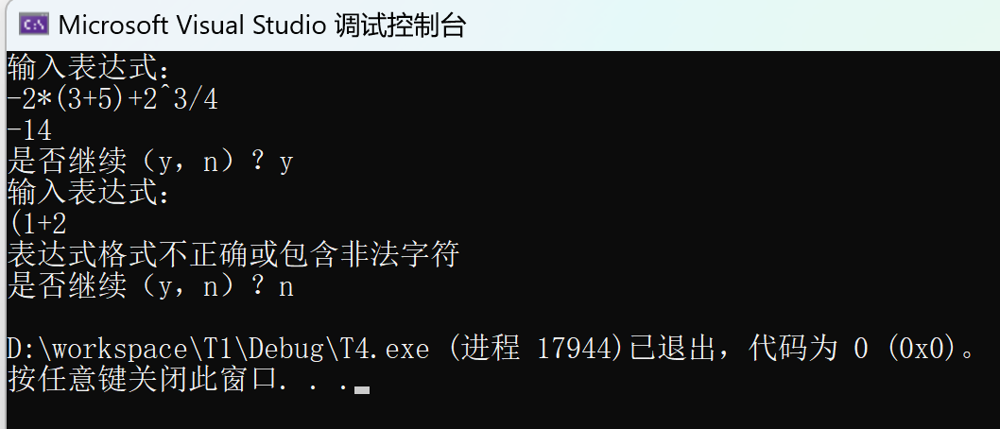 Microsoft Visual Studio 调试控制台
输入表达式:
-2*(3+5)+2^3/4
-14
是否继续（y，n）？y
输入表达式:
(1+2
表达式格式不正确或包含非法字符
是否继续（y，n）？n
D:\workspace\T1\Debug\T4.exe (进程 17944)已退出，代码为 0 (0x0)。
按任意键关闭此窗口. . .